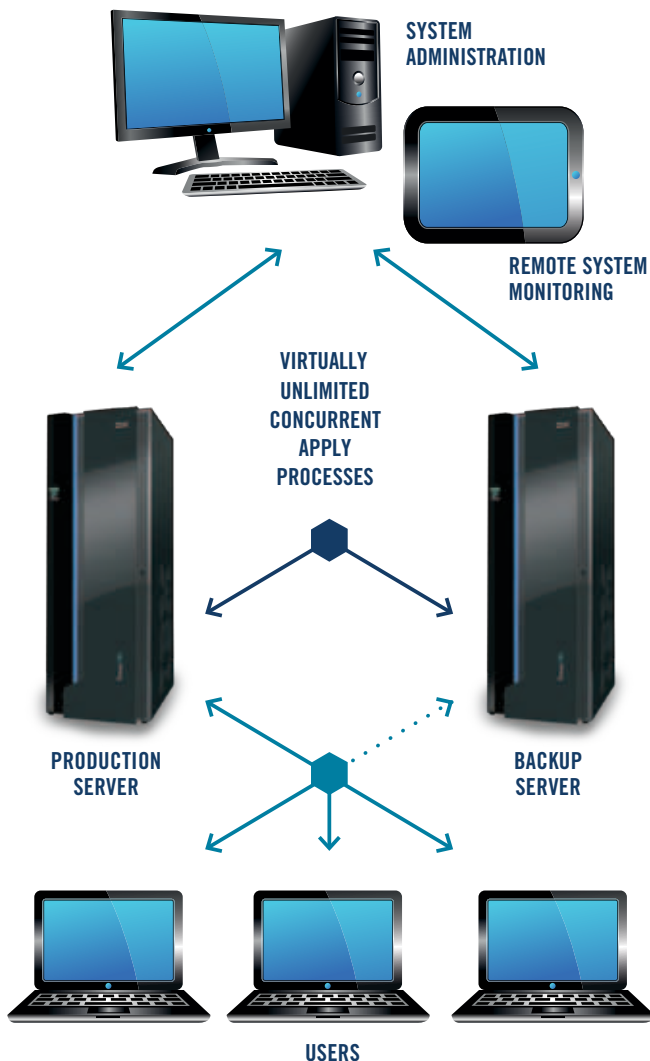 SYSTEM
ADMINISTRATION
REMOTE SYSTEM
MONITORING
VIRTUALLY
UNLIMITED
CONCURRENT
APPLY
PROCESSES
PRODUCTION
SERVER
BACKUP
SERVER
USERS